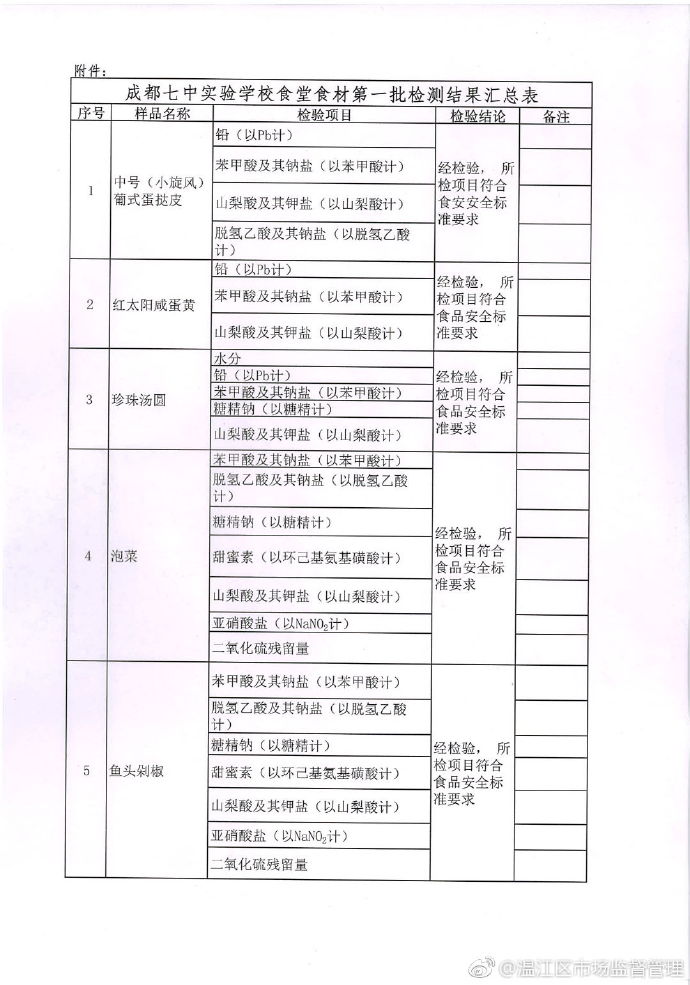 附件：
成都七中实验学校食堂食材第一批检测结果汇总表
序号 样品名称 检验项目 检验结论 备注
1
中号（小旋风）
葡式蛋挞皮
铅（以Pb计）
苯甲酸及其钠盐（以苯甲酸计）
山梨酸及其钾盐（以山梨酸计）
脱氢乙酸及其钠盐（以脱氢乙酸
计）
经检验， 所
检项目符合
食安安全标
准要求
2
红太阳咸蛋黄
铅（以Pb计）
苯甲酸及其钠盐（以苯甲酸计）
山梨酸及其钾盐（以山梨酸计）
经检验， 所
检项目符合
食品安全标
准要求
3
珍珠汤圆
水分
铅（以Pb计）
苯甲酸及其钠盐（以苯甲酸计）
糖精钠（以糖精计）
山梨酸及其钾盐（以山梨酸计）
经检验， 所
检项目符合
食品安全标
准要求
4
泡菜
苯甲酸及其钠盐（以苯甲酸计）
脱氢乙酸及其钠盐（以脱氢乙酸
计）
糖精钠（以糖精计）
甜蜜素（以环己基氨基磺酸计）
山梨酸及其钾盐（以山梨酸计）
亚硝酸盐（以NaNO₂计）
二氧化硫残留量
经检验， 所
检项目符合
食品安全标
准要求
5
鱼头剁椒
苯甲酸及其钠盐（以苯甲酸计）
脱氢乙酸及其钠盐（以脱氢乙酸
计）
糖精钠（以糖精计）
甜蜜素（以环己基氨基磺酸计）
山梨酸及其钾盐（以山梨酸计）
亚硝酸盐（以NaNO₂计）
二氧化硫残留量
经检验， 所
检项目符合
食品安全标
准要求
@温江区市场监督管理